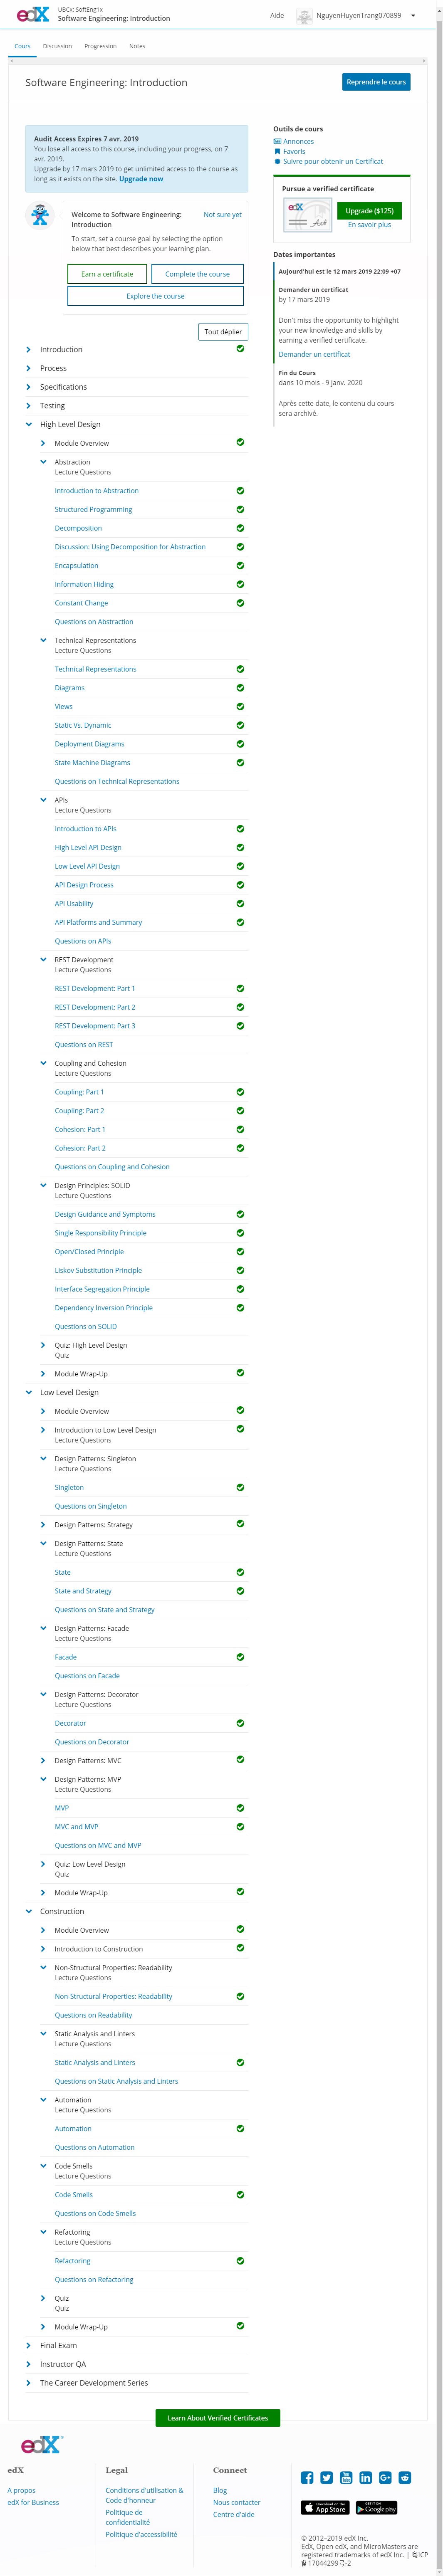 edX
UBCx: SoftEng1x
Software Engineering: Introduction
Aide
NguyenHuyenTrang070899
Cours
Discussion
Progression
Notes
Software Engineering: Introduction
Reprendre le cours
Audit Access Expires 7 avr. 2019
You lose all access to this course, including your progress, on 7
avr. 2019.
Upgrade by 17 mars 2019 to get unlimited access to the course as
long as it exists on the site. Upgrade now
Welcome to Software Engineering:
Introduction
Not sure yet
To start, set a course goal by selecting the option
below that best describes your learning plan.
Earn a certificate
Complete the course
Explore the course
Tout déplier
Introduction
Process
Specifications
Testing
High Level Design
Module Overview
Abstraction
Lecture Questions
Introduction to Abstraction
Structured Programming
Decomposition
Discussion: Using Decomposition for Abstraction
Encapsulation
Information Hiding
Constant Change
Questions on Abstraction
Technical Representations
Lecture Questions
Technical Representations
Diagrams
Views
Static Vs. Dynamic
Deployment Diagrams
State Machine Diagrams
Questions on Technical Representations
APIs
Lecture Questions
Introduction to APIs
High Level API Design
Low Level API Design
API Design Process
API Usability
API Platforms and Summary
Questions on APIs
REST Development
Lecture Questions
REST Development: Part 1
REST Development: Part 2
REST Development: Part 3
Questions on REST
Coupling and Cohesion
Lecture Questions
Coupling: Part 1
Coupling: Part 2
Cohesion: Part 1
Cohesion: Part 2
Questions on Coupling and Cohesion
Design Principles: SOLID
Lecture Questions
Design Guidance and Symptoms
Single Responsibility Principle
Open/Closed Principle
Liskov Substitution Principle
Interface Segregation Principle
Dependency Inversion Principle
Questions on SOLID
Quiz: High Level Design
Quiz
Module Wrap-Up
Low Level Design
Module Overview
Introduction to Low Level Design
Lecture Questions
Design Patterns: Singleton
Lecture Questions
Singleton
Questions on Singleton
Design Patterns: Strategy
Design Patterns: State
Lecture Questions
State
State and Strategy
Questions on State and Strategy
Design Patterns: Facade
Lecture Questions
Facade
Questions on Facade
Design Patterns: Decorator
Lecture Questions
Decorator
Questions on Decorator
Design Patterns: MVC
Design Patterns: MVP
Lecture Questions
MVP
MVC and MVP
Questions on MVC and MVP
Quiz: Low Level Design
Quiz
Module Wrap-Up
Construction
Module Overview
Introduction to Construction
Non-Structural Properties: Readability
Lecture Questions
Non-Structural Properties: Readability
Questions on Readability
Static Analysis and Linters
Lecture Questions
Static Analysis and Linters
Questions on Static Analysis and Linters
Automation
Lecture Questions
Automation
Questions on Automation
Code Smells
Lecture Questions
Code Smells
Questions on Code Smells
Refactoring
Lecture Questions
Refactoring
Questions on Refactoring
Quiz
Quiz
Module Wrap-Up
Final Exam
Instructor QA
The Career Development Series
Outils de cours
Annonces
Favoris
Suivre pour obtenir un Certificat
Pursue a verified certificate
edX
Upgrade ($125)
En savoir plus
Dates importantes
Aujourd'hui est le 12 mars 2019 22:09 +07
Demander un certificat
by 17 mars 2019
Don't miss the opportunity to highlight
your new knowledge and skills by
earning a verified certificate.
Demander un certificat
Fin du Cours
dans 10 mois - 9 janv. 2020
Après cette date, le contenu du cours
sera archivé.
Learn About Verified Certificates
edX
edX
A propos
edX for Business
Legal
Conditions d'utilisation &
Code d'honneur
Politique de
confidentialité
Politique d'accessibilité
Connect
Blog
Nous contacter
Centre d'aide
You
Tube
in
G+
Download on the
App Store
GET IT ON
Google play
© 2012–2019 edX Inc.
EdX, Open edX, and MicroMasters are
registered trademarks of edX Inc. | 粤ICP
备17044299号-2